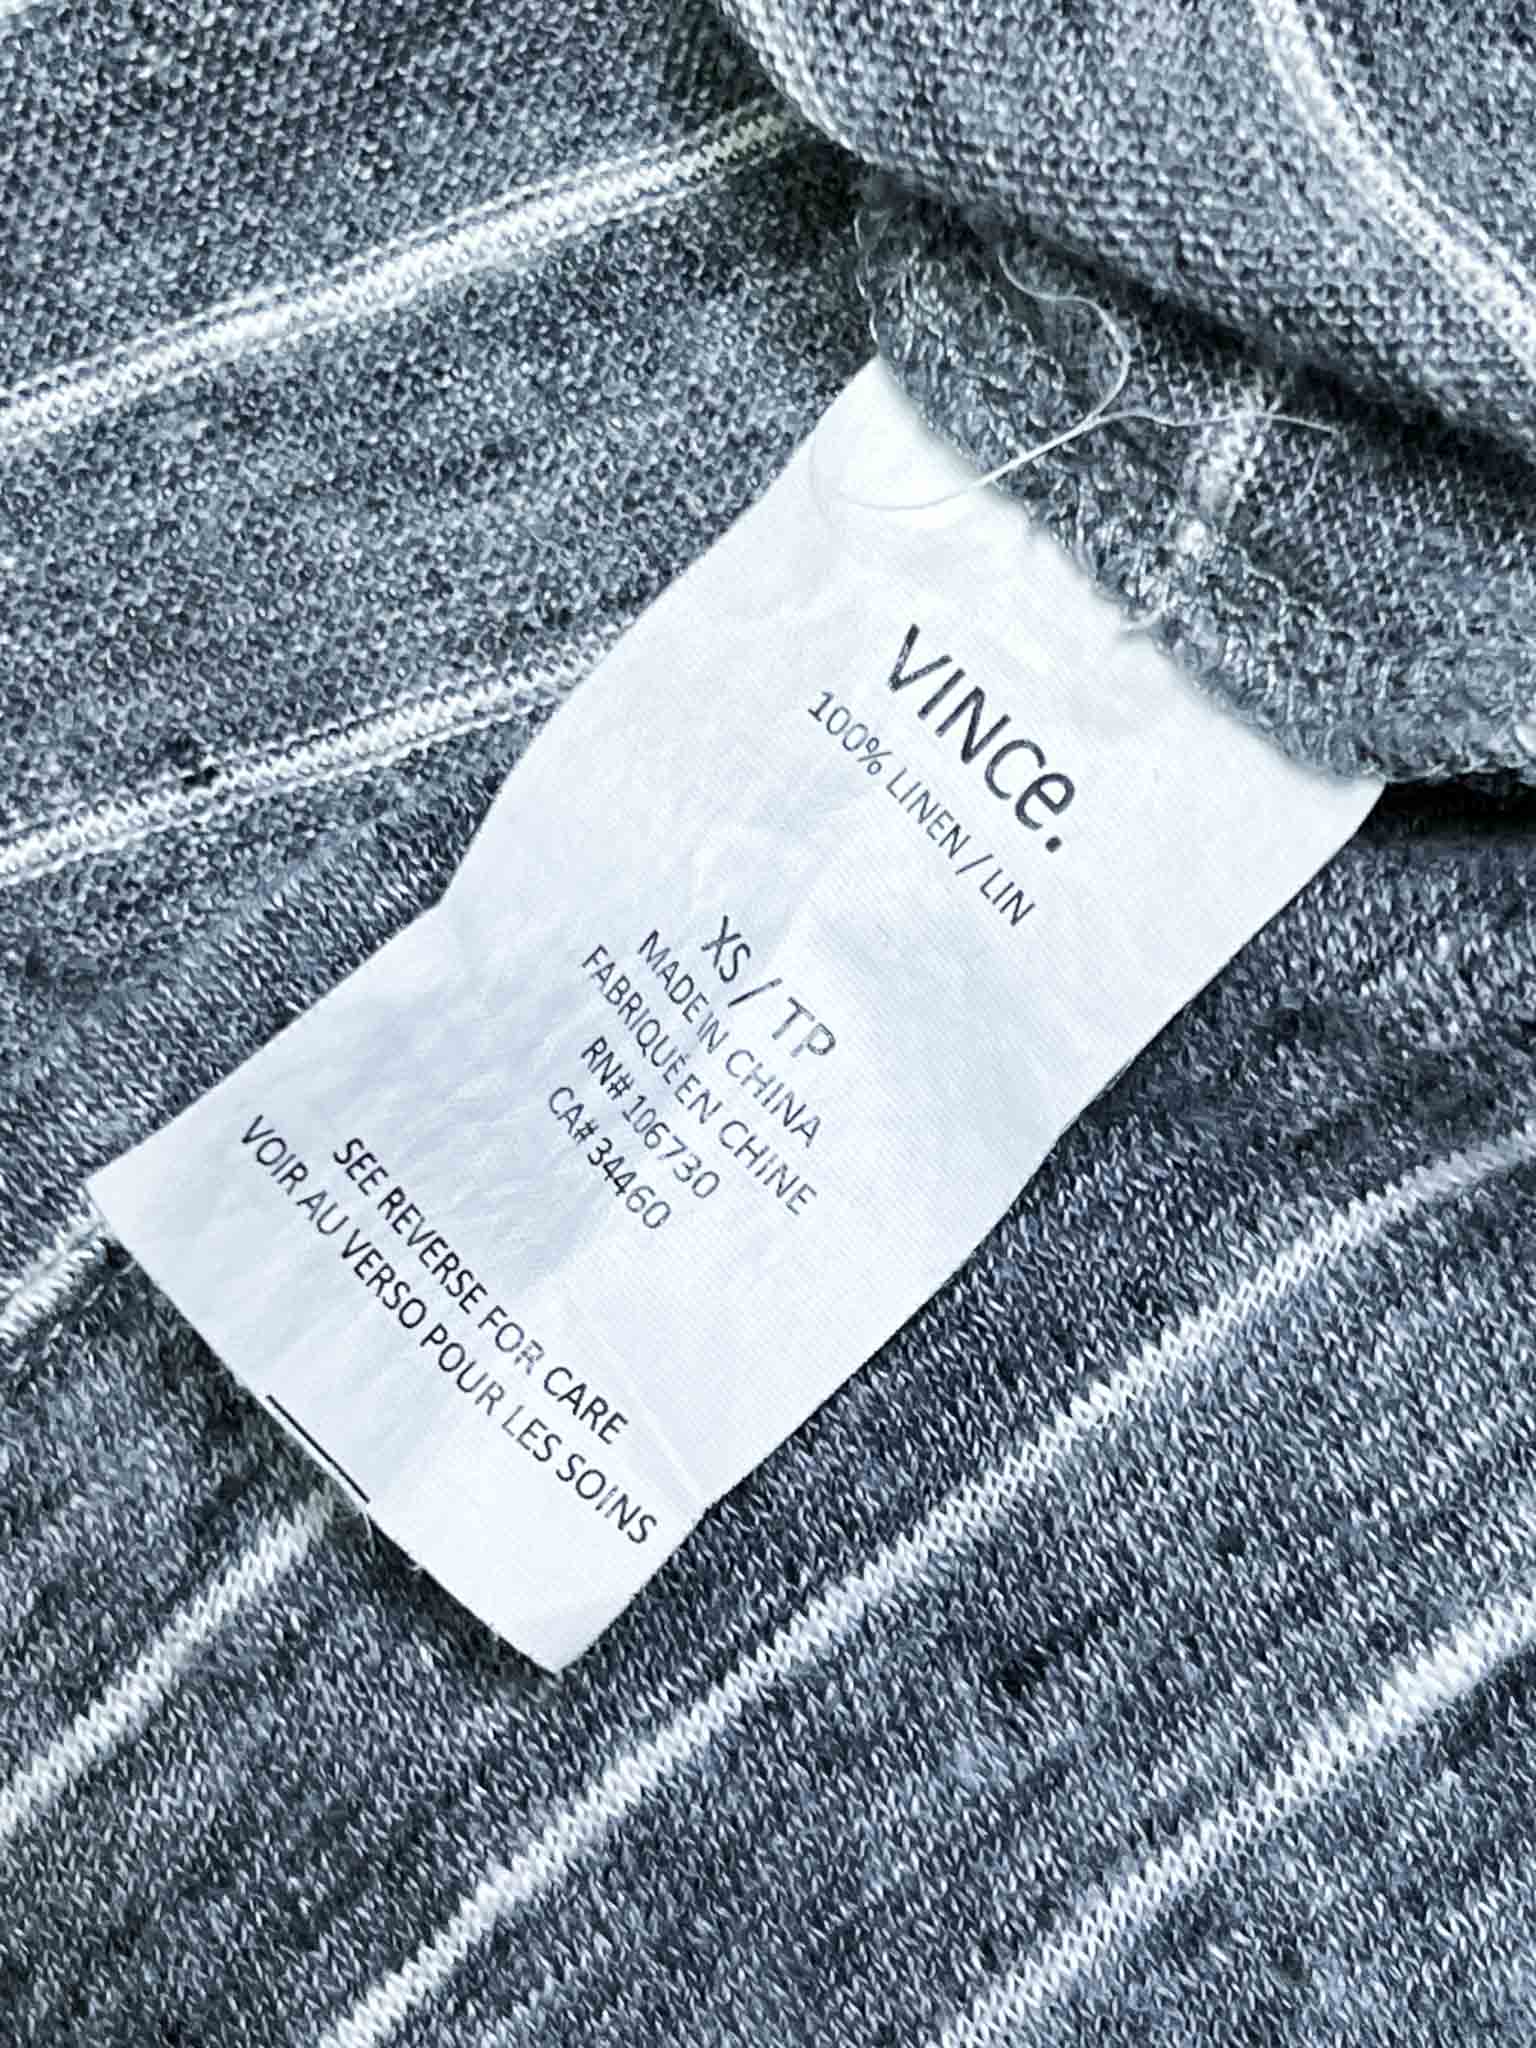 VINCe.
100% LINEN / LIN
XS / TP
MADE IN CHINA
FABRIQUÉ EN CHINE
RN# 106730
CA# 34460
SEE REVERSE FOR CARE
VOIR AU VERSO POUR LES SOINS